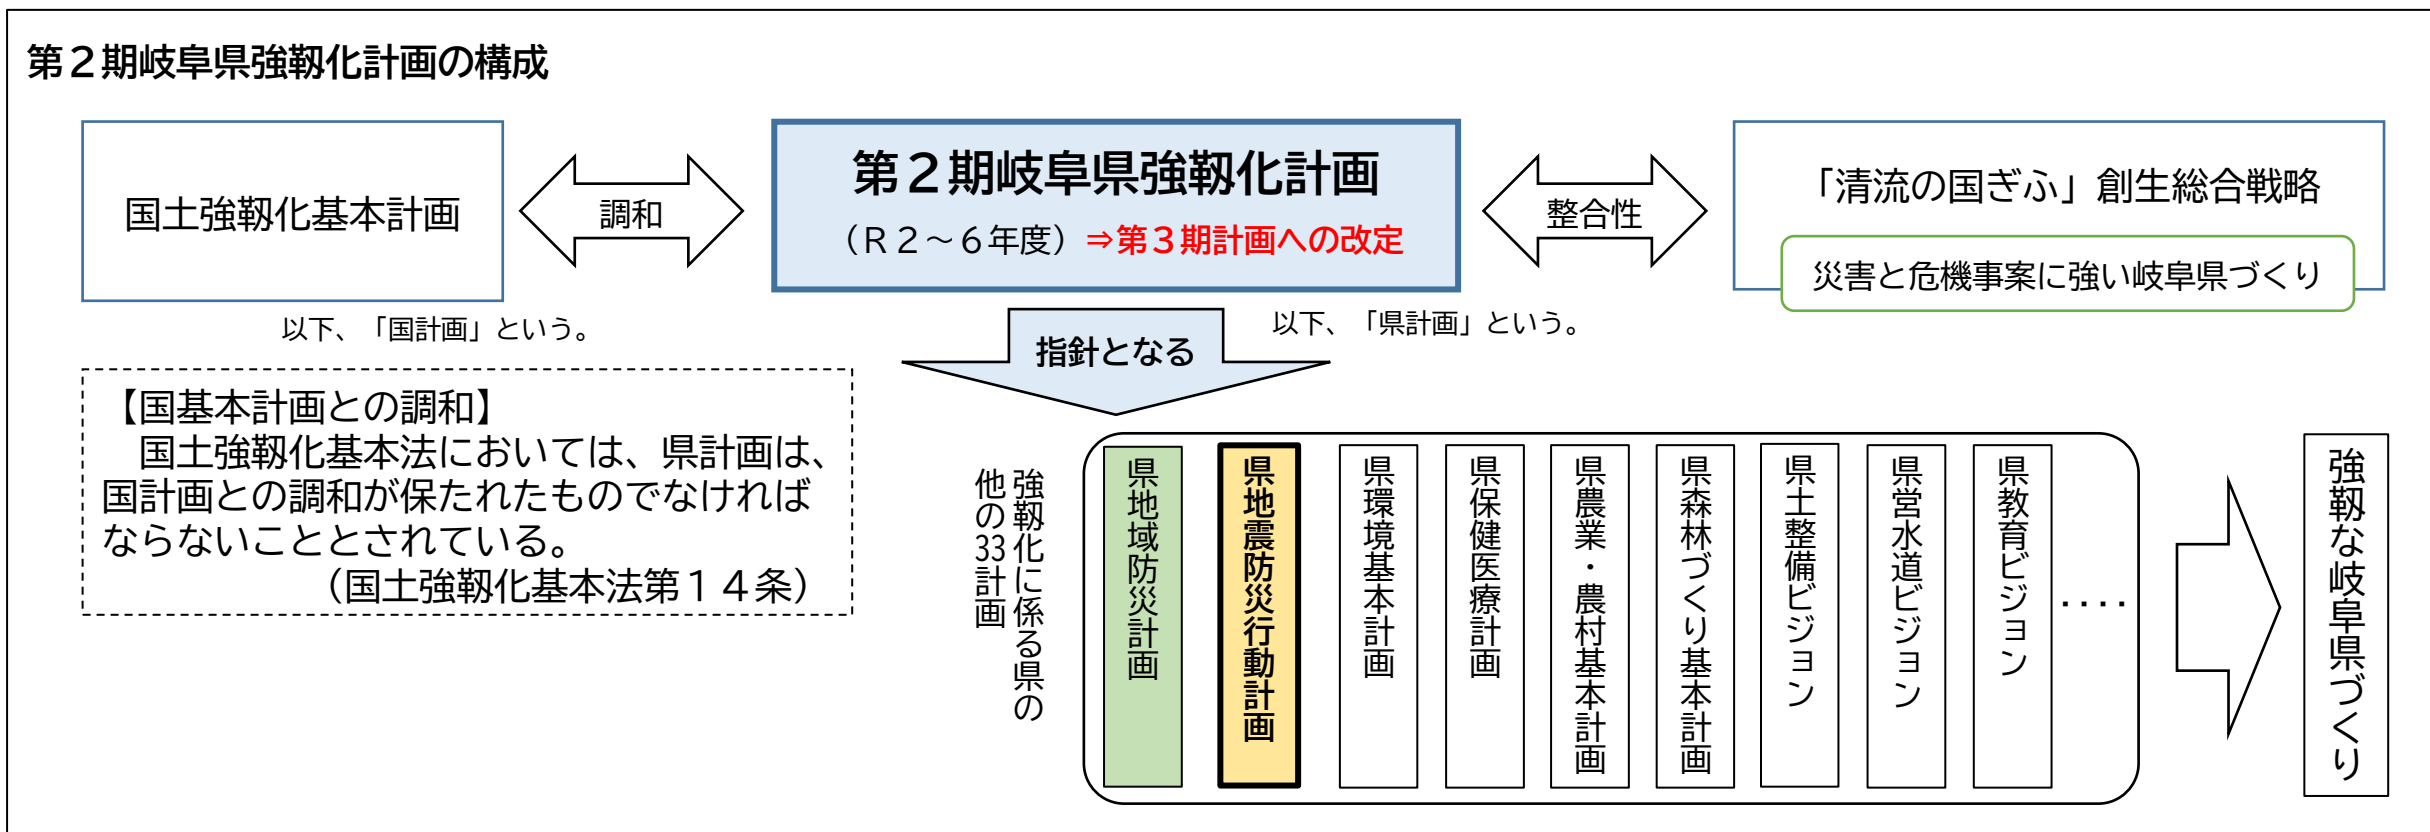 第２期岐阜県強靱化計画の構成
国土強靱化基本計画
調和
第２期岐阜県強靱化計画
（Ｒ２～６年度）⇒第３期計画への改定
整合性
「清流の国ぎふ」創生総合戦略
災害と危機事案に強い岐阜県づくり
以下、「国計画」という。
以下、「県計画」という。
指針となる
【国基本計画との調和】
国土強靱化基本法においては、県計画は、
国計画との調和が保たれたものでなければ
ならないこととされている。
（国土強靱化基本法第１４条）
強靱化に係る県の
他の33計画
県地域防災計画
県地震防災行動計画
県環境基本計画
県保健医療計画
県農業・農村基本計画
県森林づくり基本計画
県土整備ビジョン
県営水道ビジョン
県教育ビジョン
‥‥
強靱な岐阜県づくり